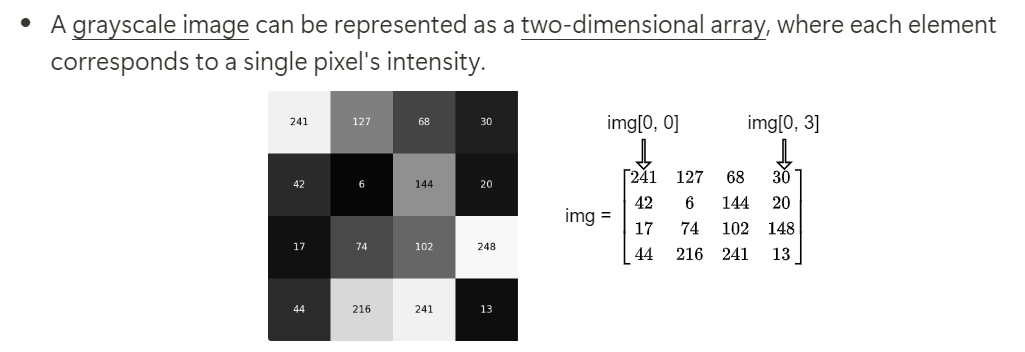 • A grayscale image can be represented as a two-dimensional array, where each element
corresponds to a single pixel's intensity.
241 127 68 30
42 6 144 20
17 74 102 248
44 216 241 13
img[0, 0] img[0, 3]
img =
241 127 68 30
42 6 144 20
17 74 102 148
44 216 241 13